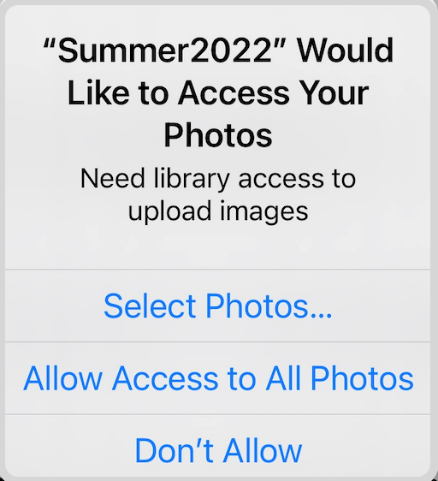 “Summer2022” Would
Like to Access Your
Photos
Need library access to
upload images
Select Photos...
Allow Access to All Photos
Don’t Allow